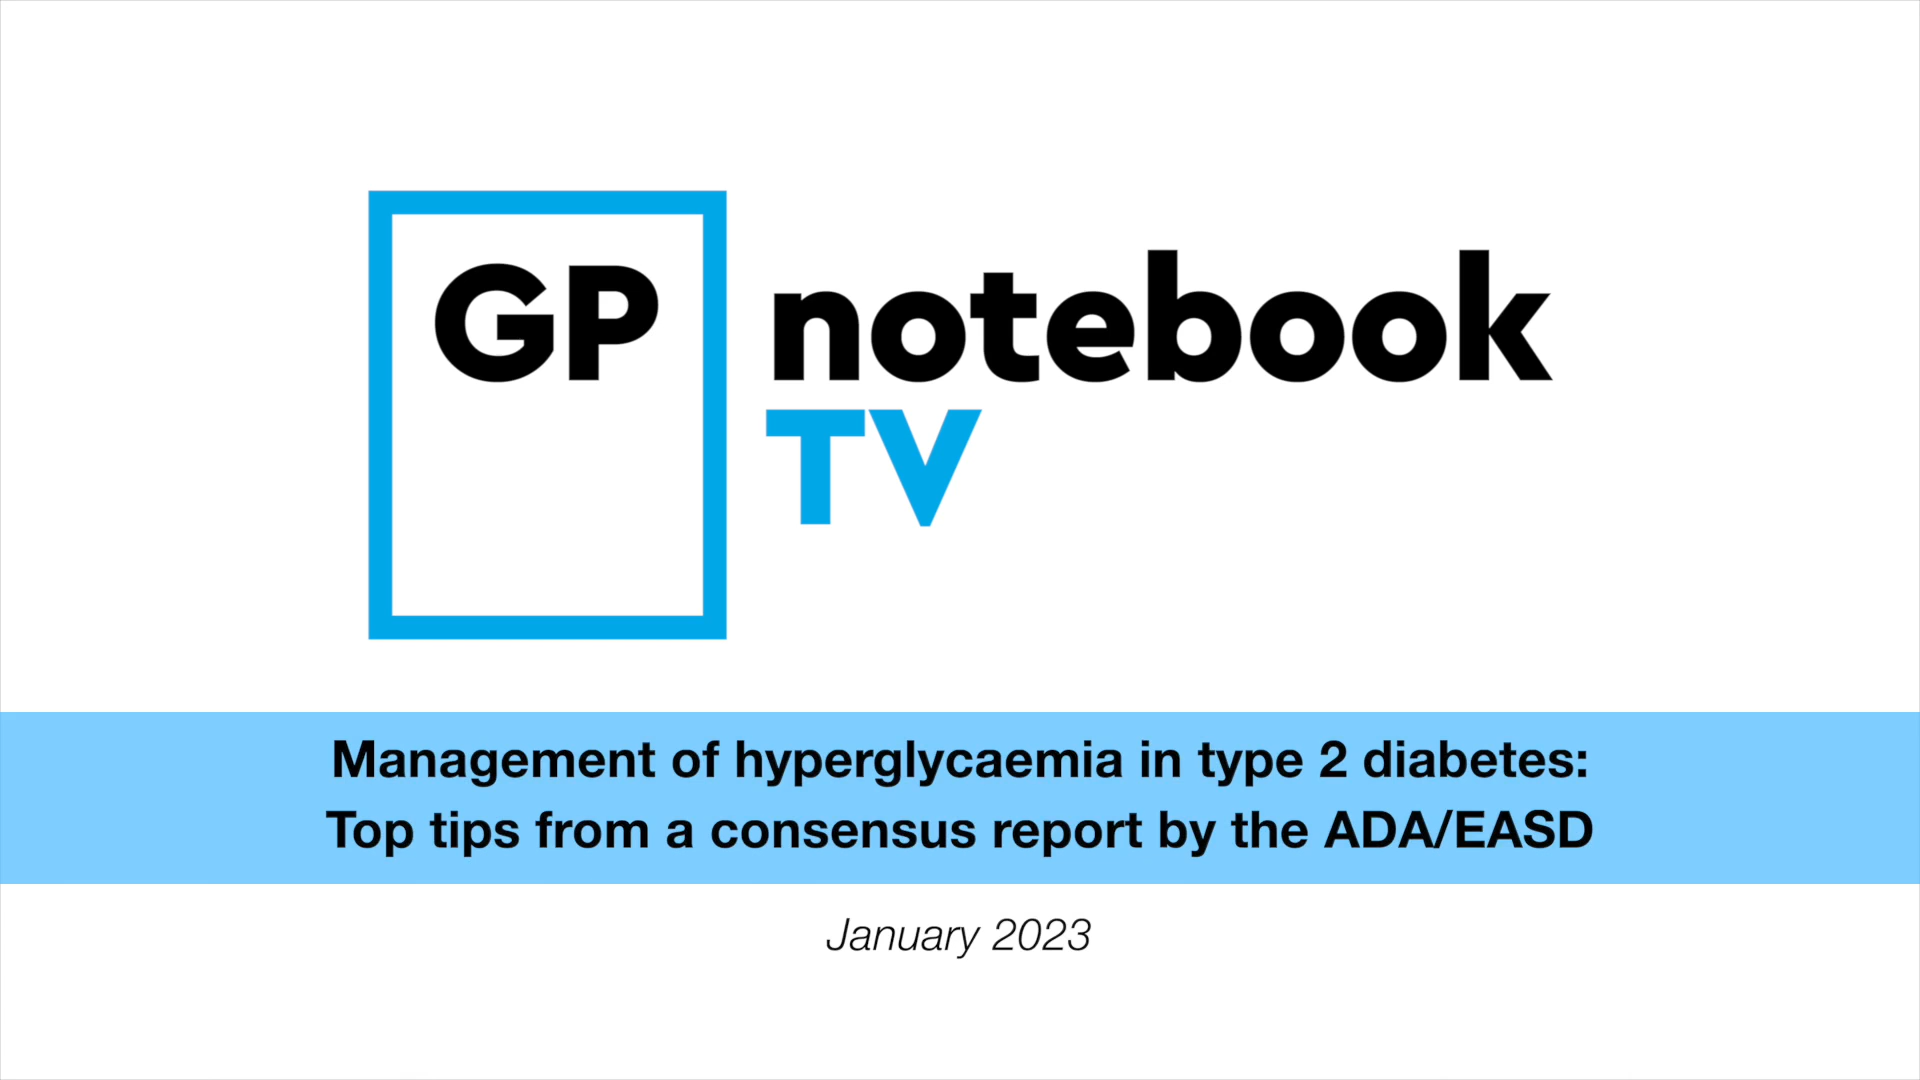 GP notebook
TV
Management of hyperglycaemia in type 2 diabetes:
Top tips from a consensus report by the ADA/EASD
January 2023